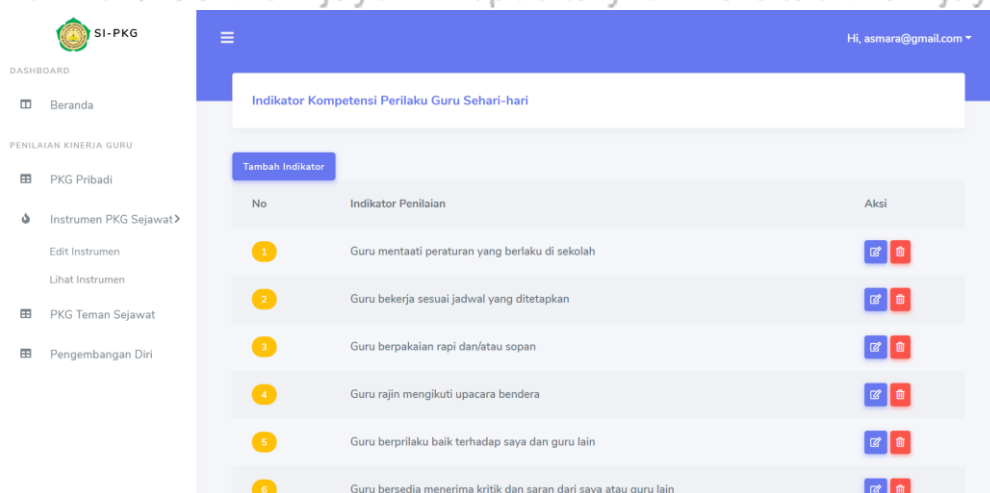 SI-PKG
Hi, asmara@gmail.com
DASHBOARD
Beranda
PENILAIAN KINERJA GURU
PKG Pribadi
Instrumen PKG Sejawat
Edit Instrumen
Lihat Instrumen
PKG Teman Sejawat
Pengembangan Diri
Indikator Kompetensi Perilaku Guru Sehari-hari
Tambah Indikator
No Indikator Penilaian Aksi
1 Guru mentaati peraturan yang berlaku di sekolah
2 Guru bekerja sesuai jadwal yang ditetapkan
3 Guru berpakaian rapi dan/atau sopan
4 Guru rajin mengikuti upacara bendera
5 Guru berprilaku baik terhadap saya dan guru lain
6 Guru bersedia menerima kritik dan saran dari saya atau guru lain